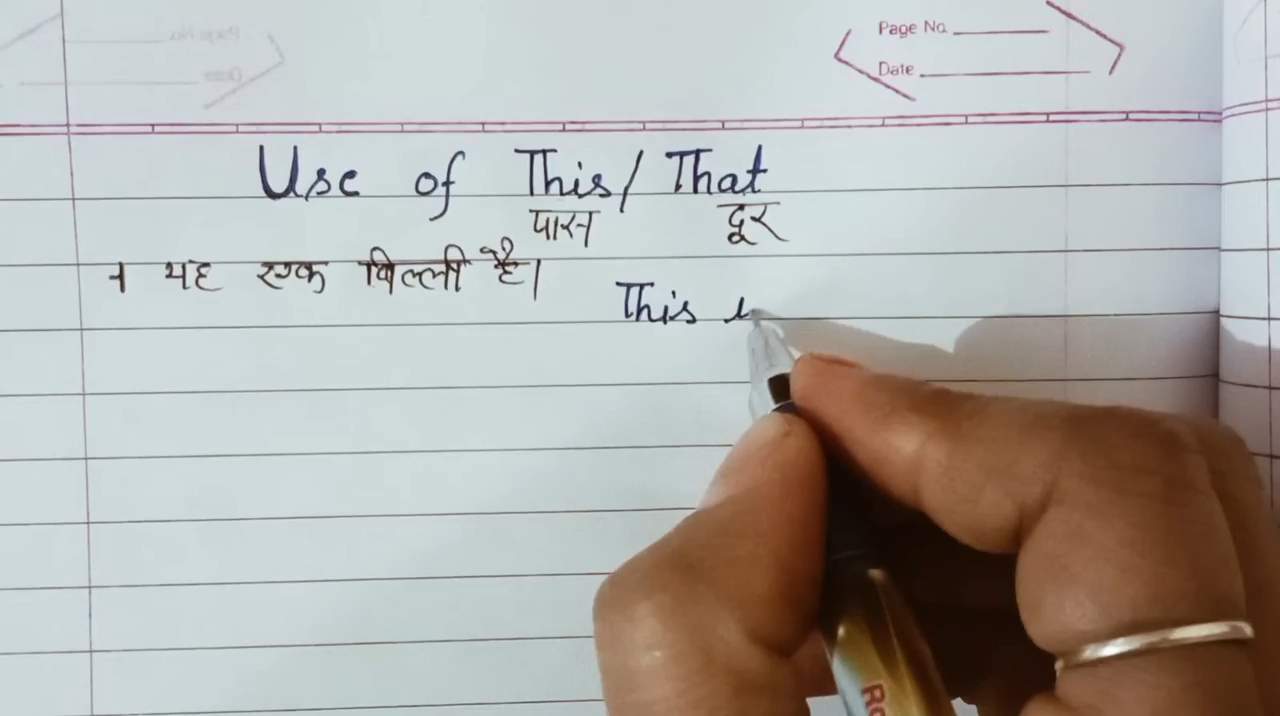 Page No.
Date
Use of This / That
पास दूर
1 यह एक बिल्ली है।
This i